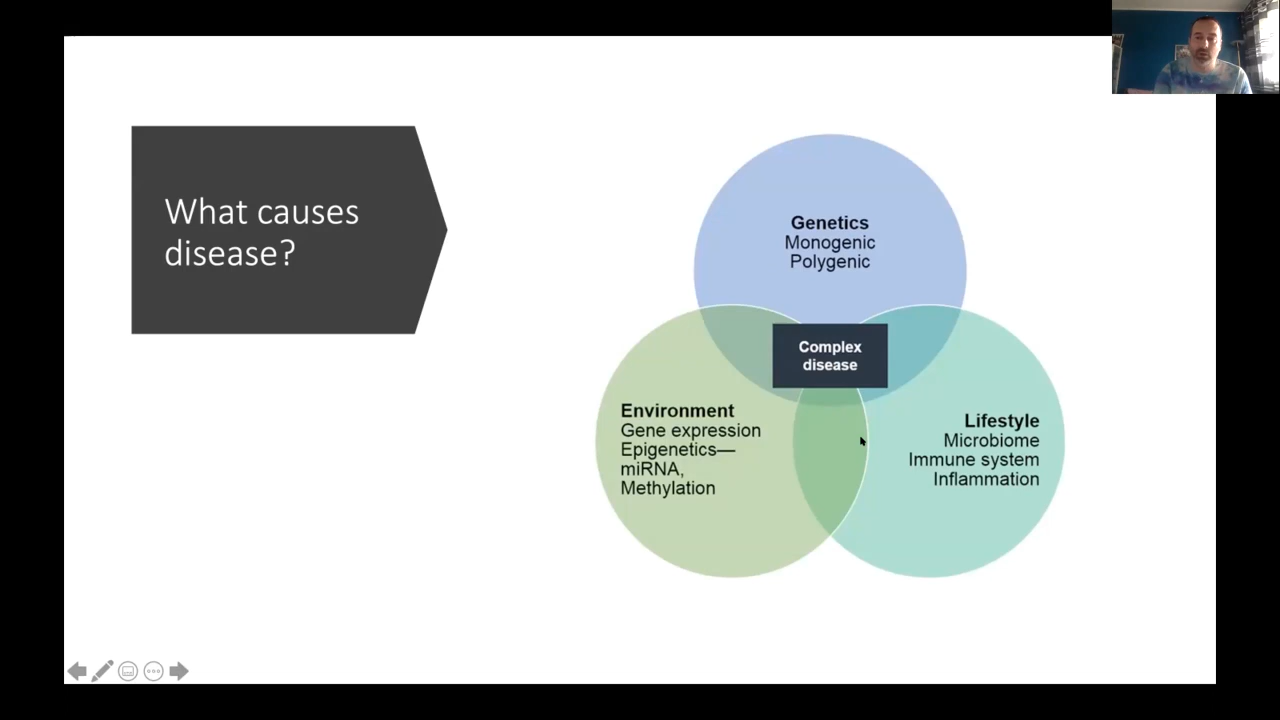 What causes
disease?
Genetics
Monogenic
Polygenic
Complex
disease
Environment
Gene expression
Epigenetics—
miRNA,
Methylation
Lifestyle
Microbiome
Immune system
Inflammation